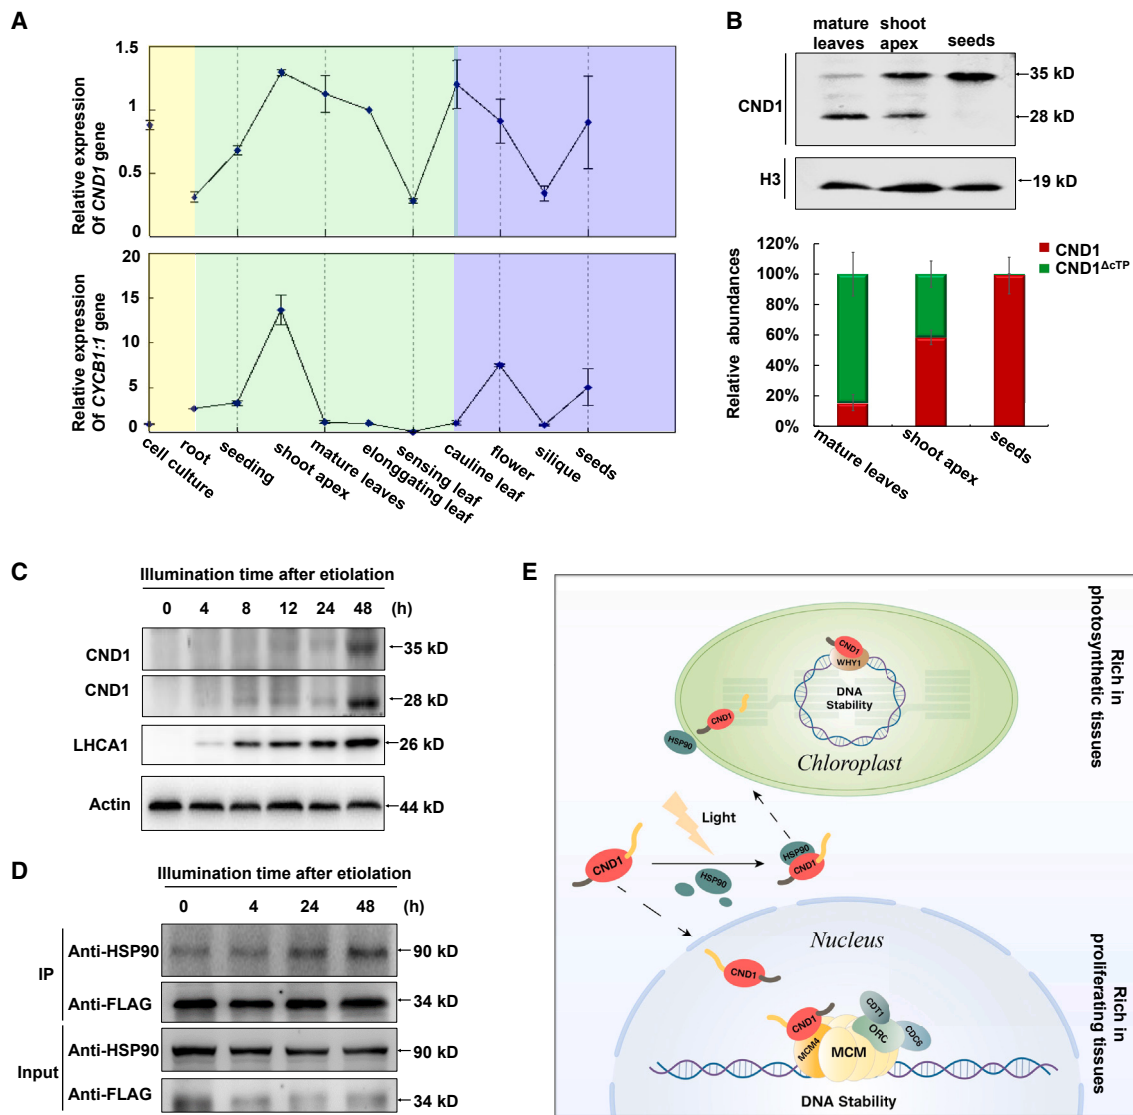 A
Relative expression
Of CND1 gene
1.5
1
0.5
0
Relative expression
Of CYCB1:1 gene
20
15
10
5
0
cell culture
root
seeding
shoot apex
mature leaves
elonggating leaf
sensing leaf
cauline leaf
flower
silique
seeds
B
mature leaves
shoot apex
seeds
CND1
35 kD
28 kD
H3
19 kD
Relative abundances
120%
100%
80%
60%
40%
20%
0%
CND1
CND1ΔcTP
mature leaves
shoot apex
seeds
C
Illumination time after etiolation
0 4 8 12 24 48 (h)
CND1 35 kD
CND1 28 kD
LHCA1 26 kD
Actin 44 kD
D
Illumination time after etiolation
0 4 24 48 (h)
IP
Anti-HSP90 90 kD
Anti-FLAG 34 kD
Input
Anti-HSP90 90 kD
Anti-FLAG 34 kD
E
Rich in
photosynthetic tissues
CND1
WHY1
DNA
Stability
CND1
HSP90
Chloroplast
Light
CND1
HSP90
HSP90
CND1
Nucleus
CND1
Rich in
proliferating tissues
CND1
MCM4
MCM
CDT1
ORC
CDC6
DNA Stability